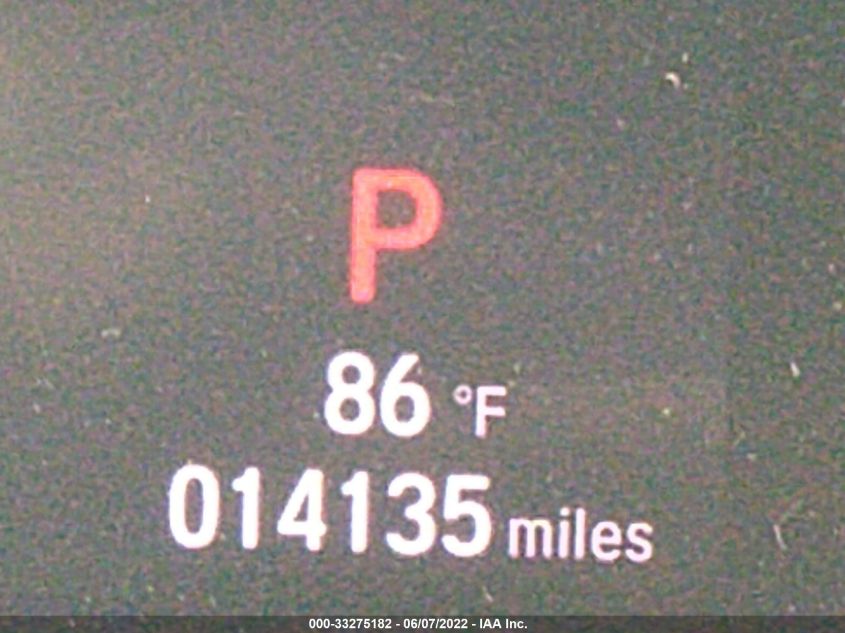 P
86 °F
014135 miles
000-33275182 - 06/07/2022 - IAA Inc.